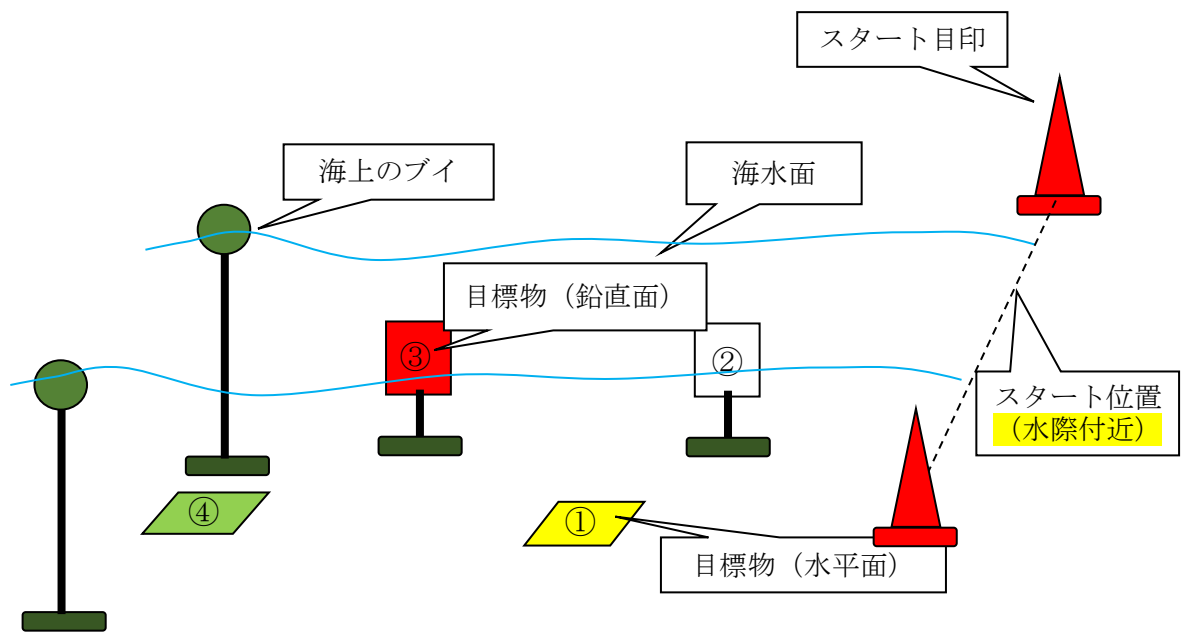 スタート目印
海上のブイ
海水面
目標物（鉛直面）
③
②
スタート位置
（水際付近）
④
①
目標物（水平面）